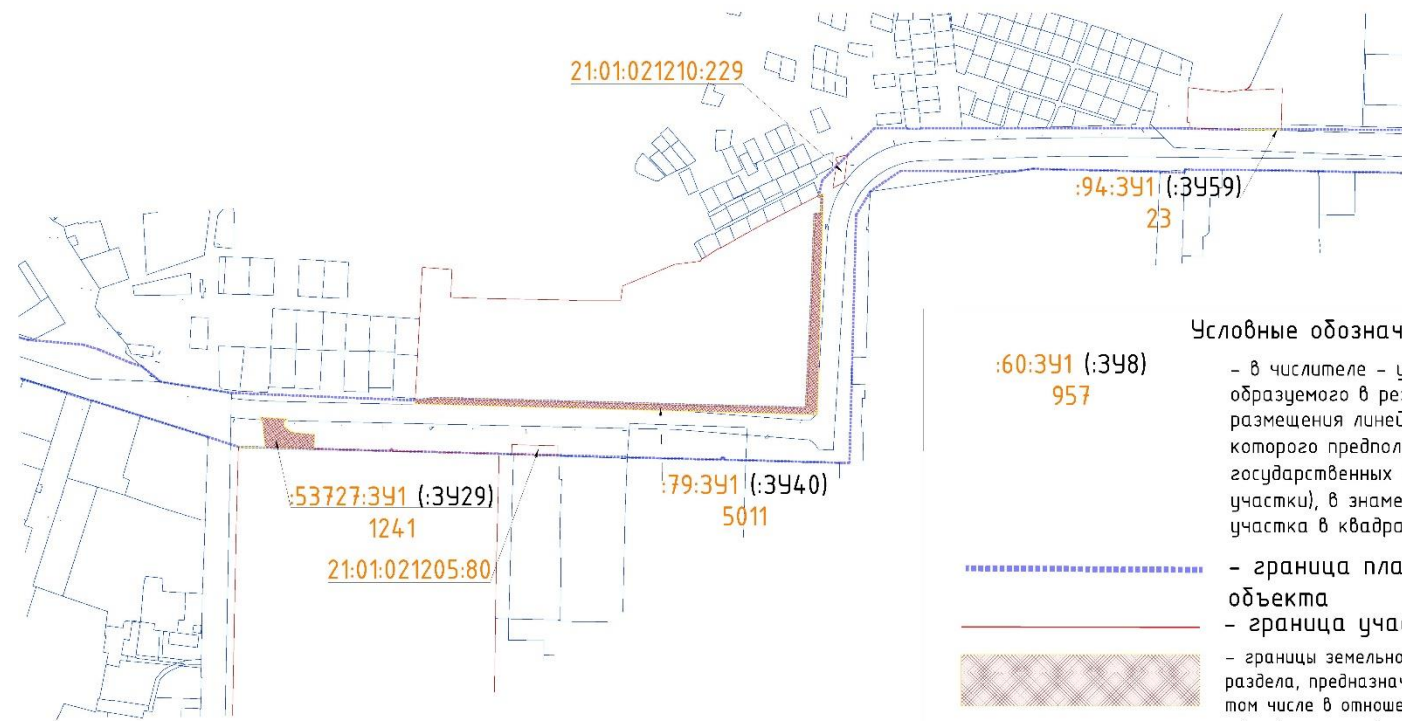 21:01:021210:229
:94:ЗУ1 (:ЗУ59)
23
:53727:ЗУ1 (:ЗУ29)
1241
:79:ЗУ1 (:ЗУ40)
5011
21:01:021205:80
Условные обознач
:60:ЗУ1 (:ЗУ8)
957
- в числителе - у
образуемого в рез
размещения линей
которого предпол
государственных
участки), в знаме
участка в квадра
- граница пла
объекта
- граница учас
- границы земельно
раздела, предназнач
том числе в отноше